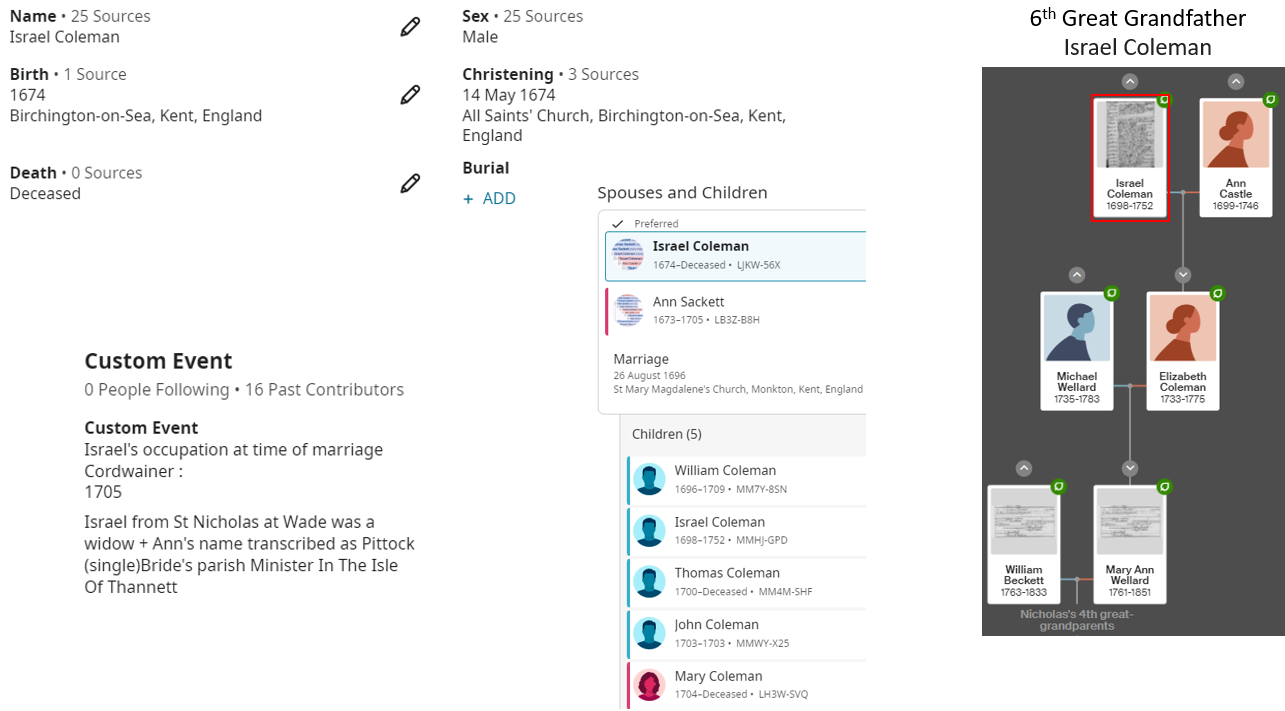 Name • 25 Sources
Israel Coleman
Sex • 25 Sources
Male
Birth • 1 Source
1674
Birchington-on-Sea, Kent, England
Christening • 3 Sources
14 May 1674
All Saints' Church, Birchington-on-Sea, Kent,
England
Death • 0 Sources
Deceased
Burial
+ ADD
Custom Event
0 People Following • 16 Past Contributors
Custom Event
Israel's occupation at time of marriage
Cordwainer :
1705
Israel from St Nicholas at Wade was a
widow + Ann's name transcribed as Pittock
(single)Bride's parish Minister In The Isle
Of Thannett
Spouses and Children
Preferred
Israel Coleman
1674–Deceased • LJKW-56X
Ann Sackett
1673–1705 • LB3Z-B8H
Marriage
26 August 1696
St Mary Magdalene's Church, Monkton, Kent, England
Children (5)
William Coleman
1696–1709 • MM7Y-8SN
Israel Coleman
1698–1752 • MMHJ-GPD
Thomas Coleman
1700–Deceased • MM4M-SHF
John Coleman
1703–1703 • MMWY-X25
Mary Coleman
1704–Deceased • LH3W-SVQ
6th Great Grandfather
Israel Coleman
Israel
Coleman
1698-1752
Ann
Castle
1699-1746
Michael
Wellard
1735-1783
Elizabeth
Coleman
1733-1775
William
Beckett
1763-1833
Mary Ann
Wellard
1761-1851
Nicholas's 4th great-
grandparents